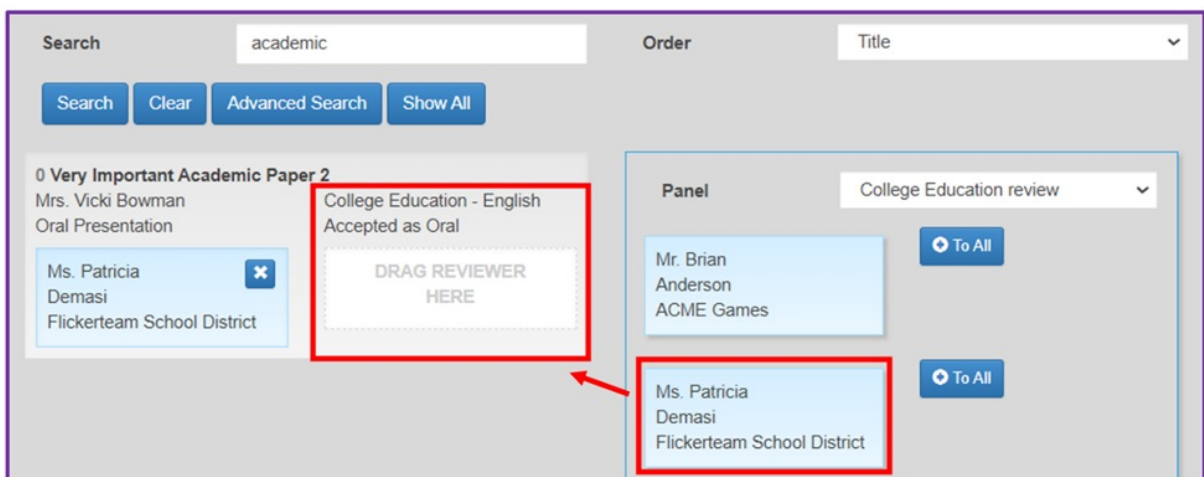 Search
academic
Order
Title
Search
Clear
Advanced Search
Show All
0 Very Important Academic Paper 2
Mrs. Vicki Bowman
Oral Presentation
College Education - English
Accepted as Oral
Ms. Patricia
Demasi
Flickerteam School District
DRAG REVIEWER
HERE
Panel
College Education review
Mr. Brian
Anderson
ACME Games
To All
Ms. Patricia
Demasi
Flickerteam School District
To All